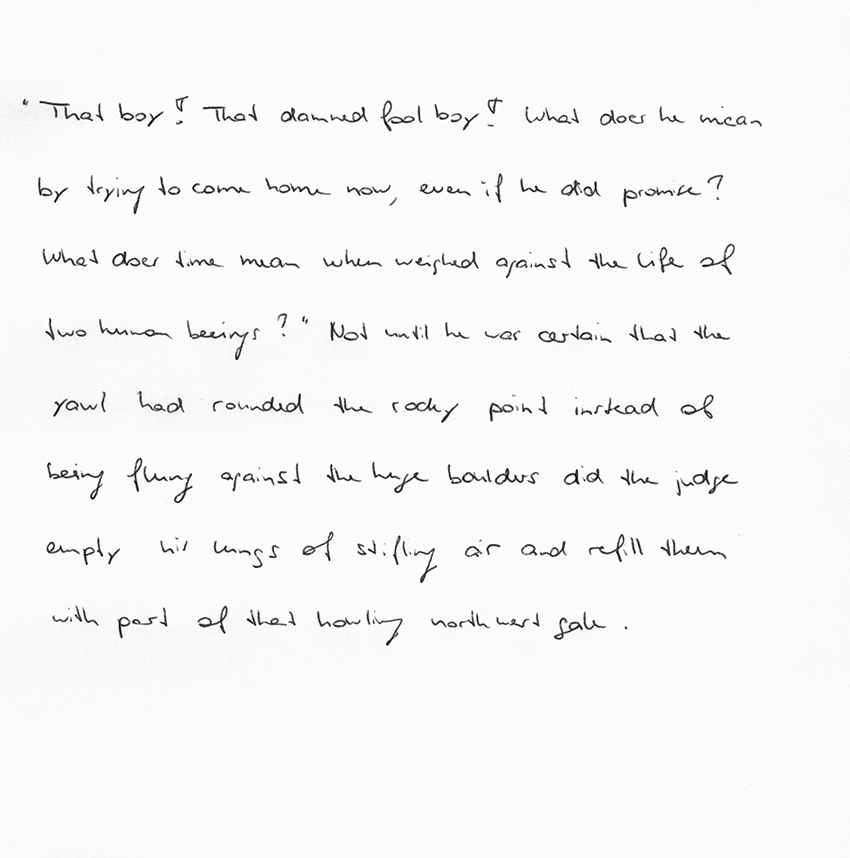 "That boy! That damned fool boy! What does he mean
by trying to come home now, even if he did promise?
What does time mean when weighed against the life of
two human beeings?" Not until he was certain that the
yawl had rounded the rocky point instead of
being flung against the huge boulders did the judge
empty his lungs of stifling air and refill them
with part of that howling northwest gale.